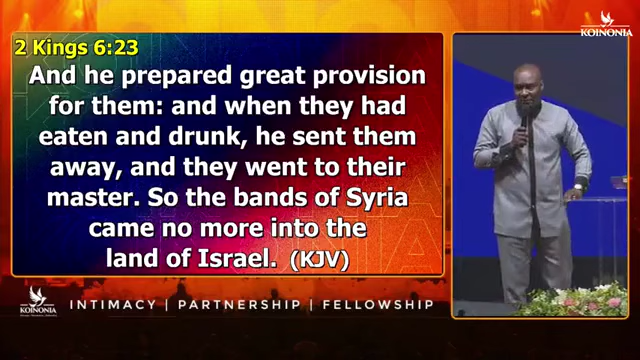 2 Kings 6:23
And he prepared great provision
for them: and when they had
eaten and drunk, he sent them
away, and they went to their
master. So the bands of Syria
came no more into the
land of Israel. (KJV)
KOINONIA
KOINONIA
INTIMACY | PARTNERSHIP | FELLOWSHIP